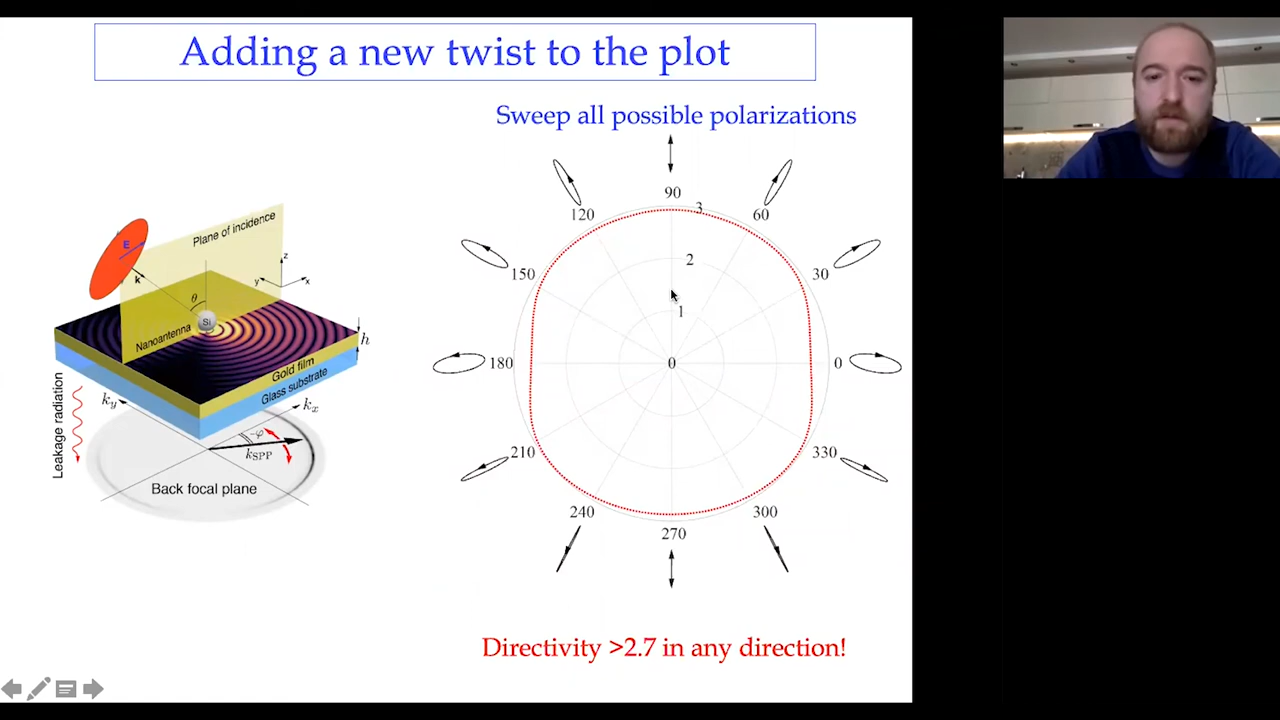 Adding a new twist to the plot
Sweep all possible polarizations
Plane of incidence
E
k
θ
z
y
x
Si
Nanoantenna
h
Gold film
Glass substrate
Leakage radiation
k_y
k_x
-φ
k_SPP
Back focal plane
90
120
60
3
150
30
2
1
180
0
0
210
330
240
300
270
Directivity >2.7 in any direction!